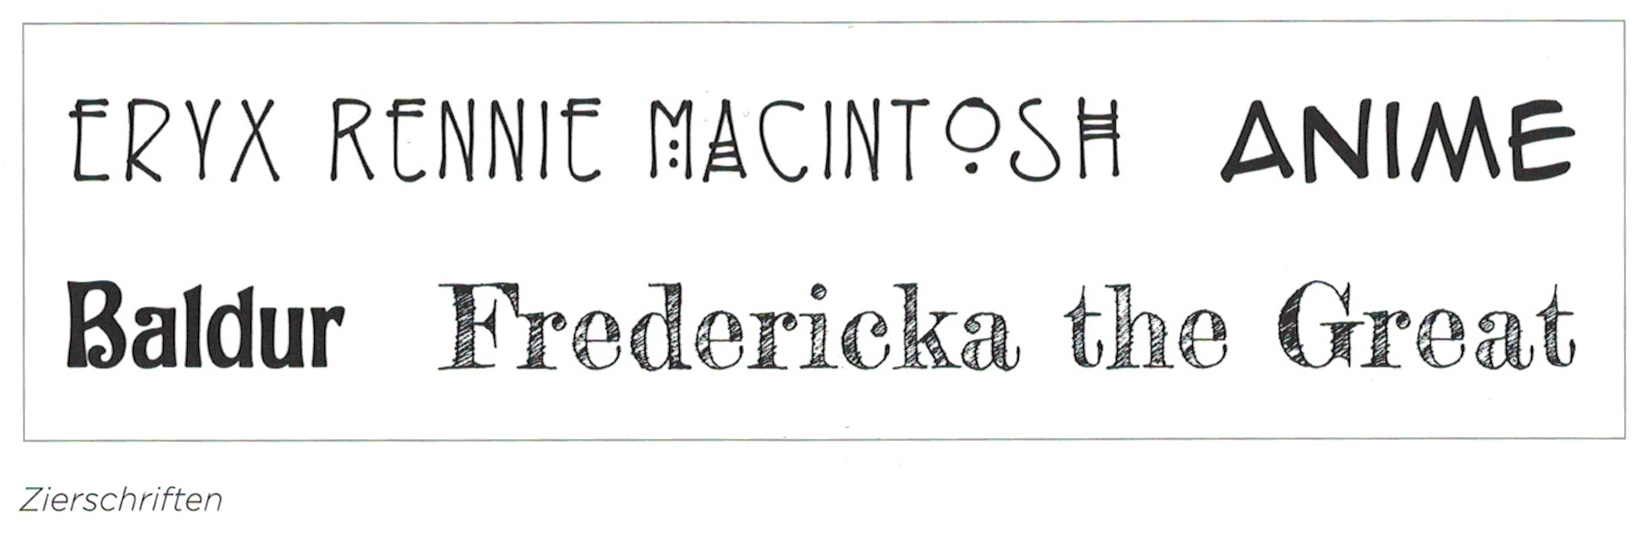 ERYX RENNIE MACINTOSH ANIME
Baldur Fredericka the Great
Zierschriften